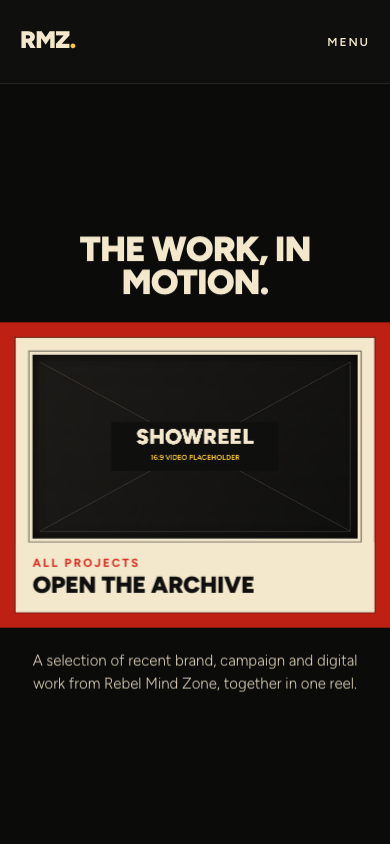 RMZ.
MENU
THE WORK, IN
MOTION.
SHOWREEL
16:9 VIDEO PLACEHOLDER
ALL PROJECTS
OPEN THE ARCHIVE
A selection of recent brand, campaign and digital
work from Rebel Mind Zone, together in one reel.